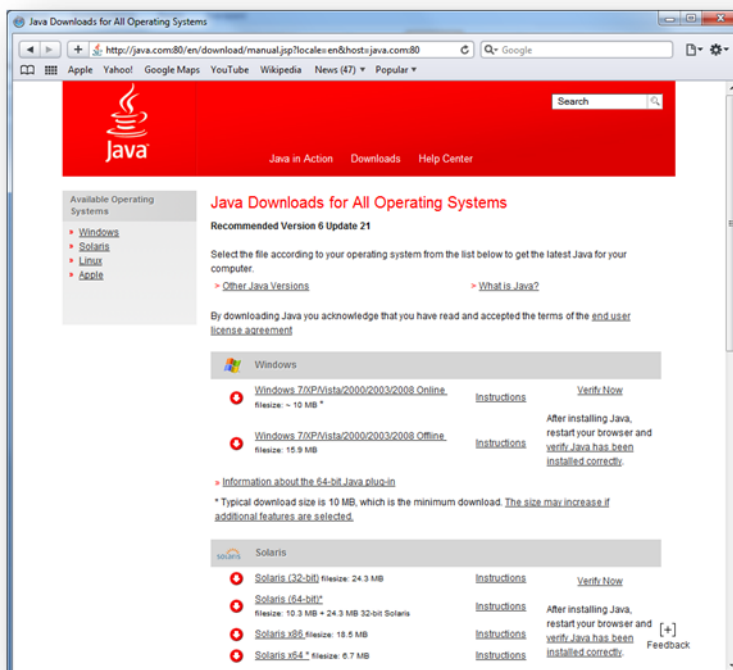 Java Downloads for All Operating Systems
http://java.com:80/en/download/manual.jsp?locale=en&host=java.com:80
Google
Apple Yahoo! Google Maps YouTube Wikipedia News (47) Popular
Java
Search
Java in Action Downloads Help Center
Available Operating
Systems
Windows
Solaris
Linux
Apple
Java Downloads for All Operating Systems
Recommended Version 6 Update 21
Select the file according to your operating system from the list below to get the latest Java for your
computer.
> Other Java Versions > What is Java?
By downloading Java you acknowledge that you have read and accepted the terms of the end user
license agreement
Windows
Windows 7/XP/Vista/2000/2003/2008 Online
filesize: ~ 10 MB *
Instructions
Windows 7/XP/Vista/2000/2003/2008 Offline
filesize: 15.9 MB
Instructions
Verify Now
After installing Java,
restart your browser and
verify Java has been
installed correctly.
» Information about the 64-bit Java plug-in
* Typical download size is 10 MB, which is the minimum download. The size may increase if
additional features are selected.
Solaris
Solaris
Solaris (32-bit) filesize: 24.3 MB
Instructions
Solaris (64-bit)*
filesize: 10.3 MB + 24.3 MB 32-bit Solaris
Instructions
Solaris x86 filesize: 18.5 MB
Instructions
Solaris x64 * filesize: 6.7 MB
Instructions
Verify Now
After installing Java,
restart your browser and
verify Java has been
installed correctly.
[+]
Feedback